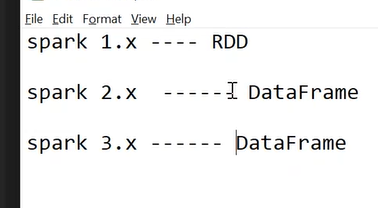 File Edit Format View Help
spark 1.x ---- RDD
spark 2.x  ------ DataFrame
spark 3.x ------ DataFrame